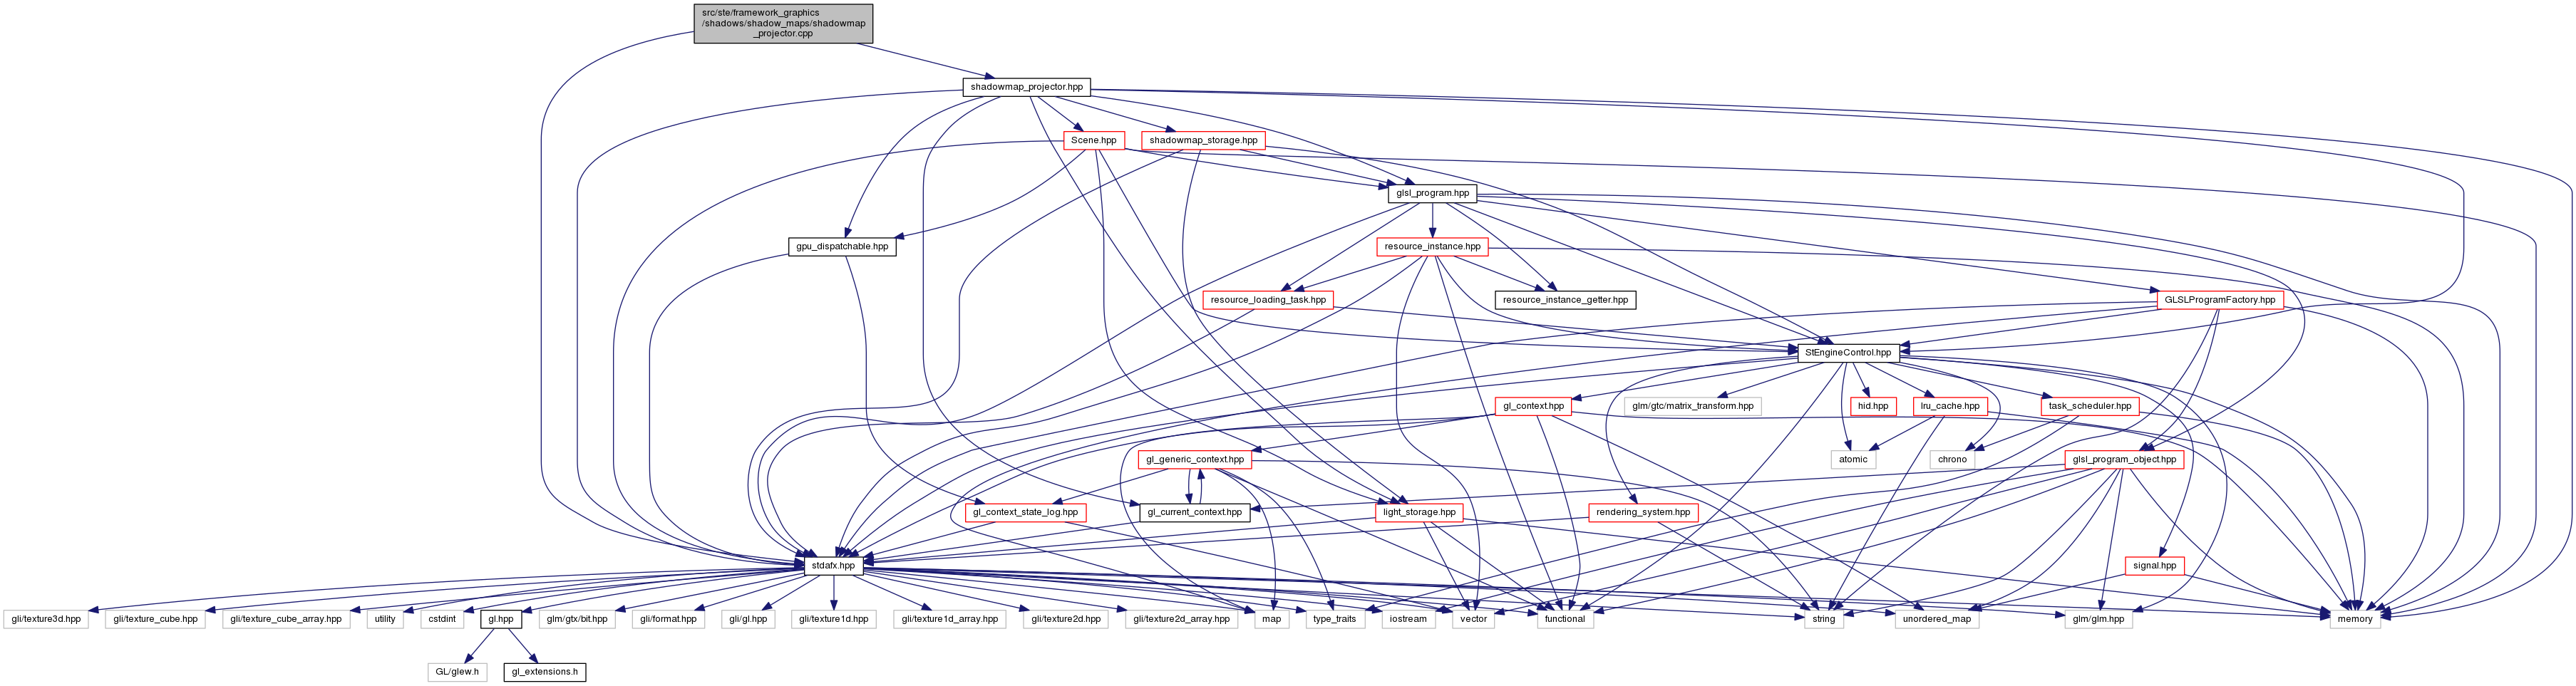 src/ste/framework_graphics
/shadows/shadow_maps/shadowmap
_projector.cpp
shadowmap_projector.hpp
Scene.hpp
shadowmap_storage.hpp
glsl_program.hpp
gpu_dispatchable.hpp
resource_instance.hpp
resource_loading_task.hpp
resource_instance_getter.hpp
GLSLProgramFactory.hpp
StEngineControl.hpp
gl_context.hpp
glm/gtc/matrix_transform.hpp
hid.hpp
lru_cache.hpp
task_scheduler.hpp
gl_generic_context.hpp
atomic
chrono
glsl_program_object.hpp
gl_context_state_log.hpp
gl_current_context.hpp
light_storage.hpp
rendering_system.hpp
stdafx.hpp
signal.hpp
gli/texture3d.hpp
gli/texture_cube.hpp
gli/texture_cube_array.hpp
utility
cstdint
gl.hpp
glm/gtx/bit.hpp
gli/format.hpp
gli/gl.hpp
gli/texture1d.hpp
gli/texture1d_array.hpp
gli/texture2d.hpp
gli/texture2d_array.hpp
map
type_traits
iostream
vector
functional
string
unordered_map
glm/glm.hpp
memory
GL/glew.h
gl_extensions.h